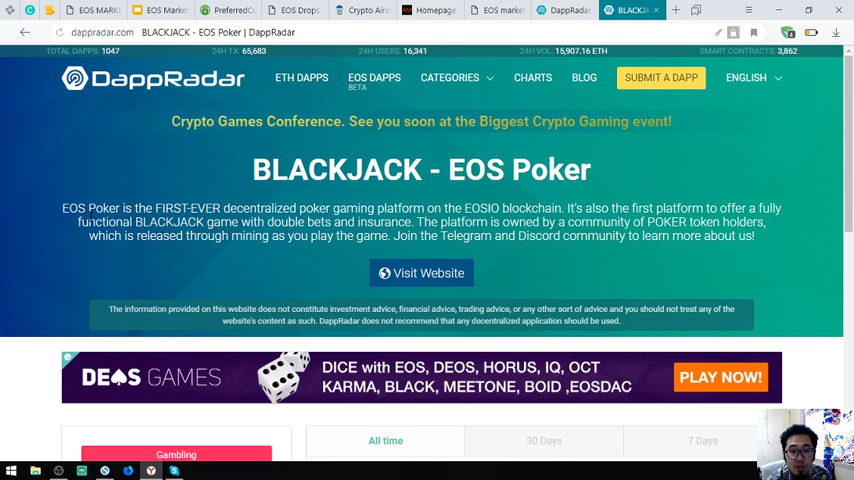 EOS MARKE
EOS Market
PreferredCo
EOS Drops
Crypto Aird
Homepage
EOS market
DappRadar
BLACKJA
dappradar.com BLACKJACK - EOS Poker | DappRadar
TOTAL DAPPS: 1047 24H TX: 65,683 24H USERS: 16,341 24H VOL: 15,907.16 ETH SMART CONTRACTS: 3,862
DAPPRADAR ETH DAPPS EOS DAPPS CATEGORIES CHARTS BLOG SUBMIT A DAPP ENGLISH
BETA
Crypto Games Conference. See you soon at the Biggest Crypto Gaming event!
BLACKJACK - EOS Poker
EOS Poker is the FIRST-EVER decentralized poker gaming platform on the EOSIO blockchain. It's also the first platform to offer a fully
functional BLACKJACK game with double bets and insurance. The platform is owned by a community of POKER token holders,
which is released through mining as you play the game. Join the Telegram and Discord community to learn more about us!
Visit Website
The information provided on this website does not constitute investment advice, financial advice, trading advice, or any other sort of advice and you should not treat any of the
website's content as such. DappRadar does not recommend that any decentralized application should be used.
DEOS GAMES
DICE with EOS, DEOS, HORUS, IQ, OCT
KARMA, BLACK, MEETONE, BOID ,EOSDAC
PLAY NOW!
Gambling
All time 30 Days 7 Days